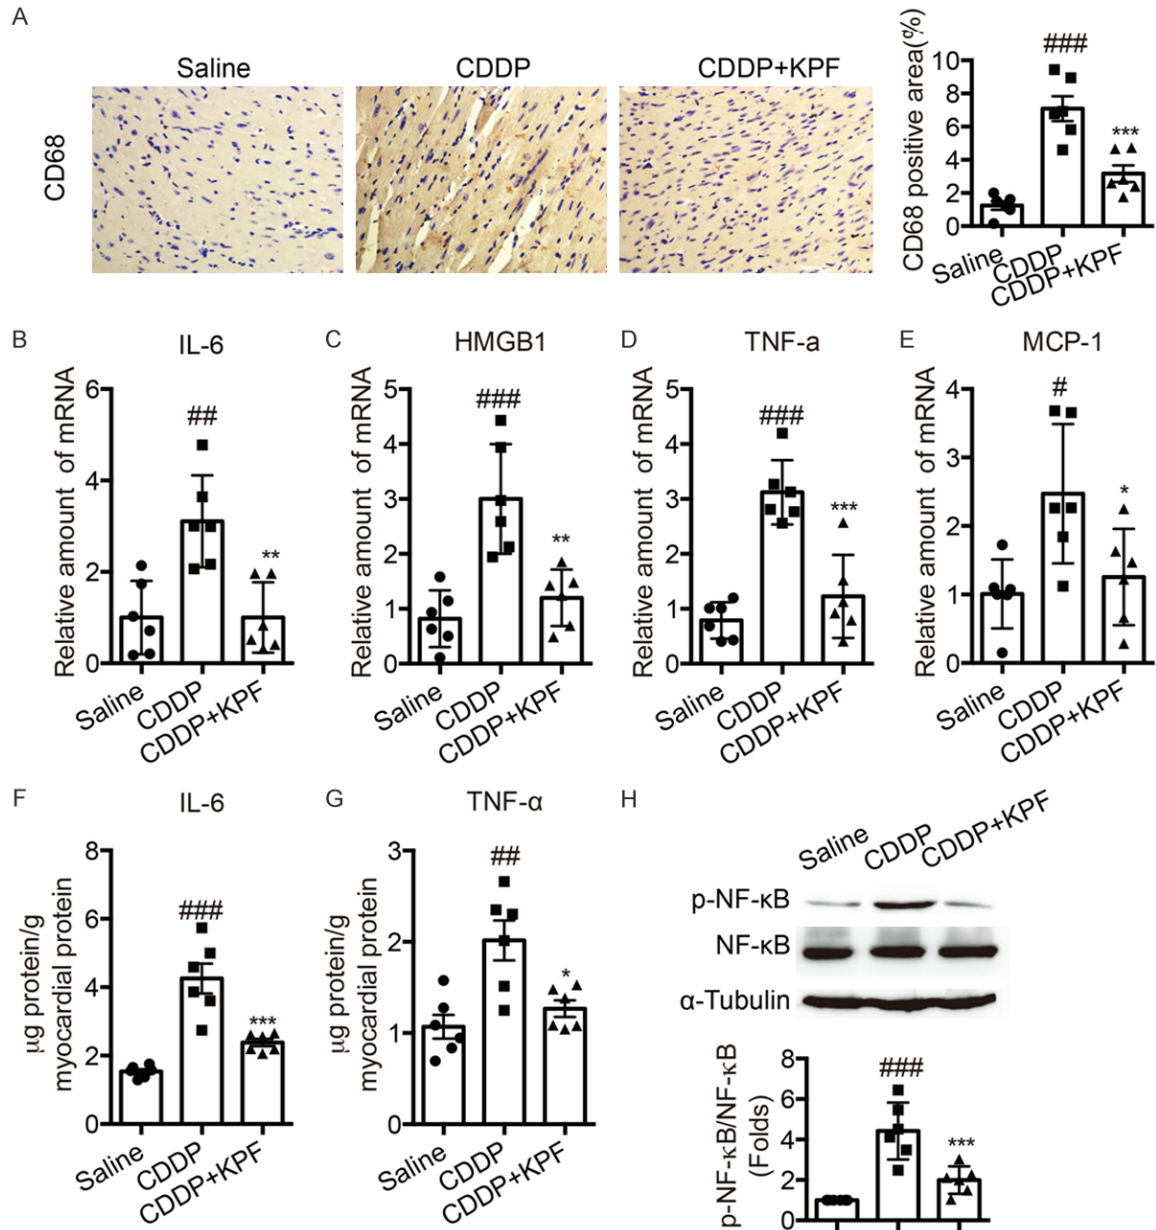 A
Saline
CDDP
CDDP+KPF
CD68
CD68 positive area(%)
10
8
6
4
2
0
###
***
Saline
CDDP
CDDP+KPF
B
IL-6
Relative amount of mRNA
6
4
2
0
##
**
Saline
CDDP
CDDP+KPF
C
HMGB1
Relative amount of mRNA
5
4
3
2
1
0
###
**
Saline
CDDP
CDDP+KPF
D
TNF-a
Relative amount of mRNA
5
4
3
2
1
0
###
***
Saline
CDDP
CDDP+KPF
E
MCP-1
Relative amount of mRNA
4
3
2
1
0
#
*
Saline
CDDP
CDDP+KPF
F
IL-6
μg protein/g
myocardial protein
8
6
4
2
0
###
***
Saline
CDDP
CDDP+KPF
G
TNF-α
μg protein/g
myocardial protein
3
2
1
0
##
*
Saline
CDDP
CDDP+KPF
H
Saline
CDDP
CDDP+KPF
p-NF-κB
NF-κB
α-Tubulin
p-NF-κB/NF-κB
(Folds)
8
6
4
2
0
###
***